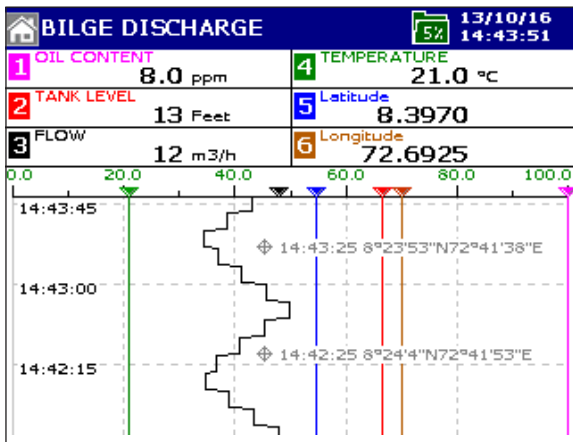 BILGE DISCHARGE
5%
13/10/16
14:43:51
1 OIL CONTENT
8.0 ppm
4 TEMPERATURE
21.0 °C
2 TANK LEVEL
13 Feet
5 Latitude
8.3970
3 FLOW
12 m3/h
6 Longitude
72.6925
0.0 20.0 40.0 60.0 80.0 100.0
14:43:45
14:43:25 8°23'53"N72°41'38"E
14:43:00
14:42:25 8°24'4"N72°41'53"E
14:42:15